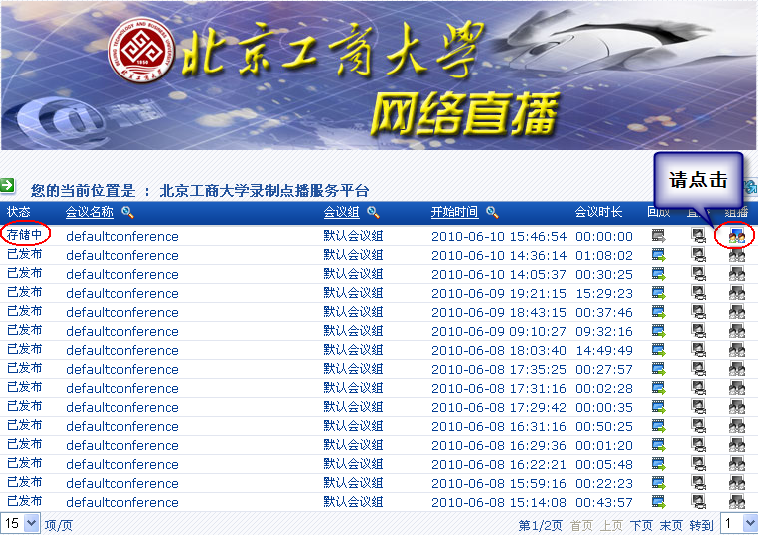 北京工商大學
网络直播
BEIJING TECHNOLOGY AND BUSINESS UNIVERSITY
1950
请点击
您的当前位置是 ： 北京工商大学录制点播服务平台
状态 会议名称 会议组 开始时间 会议时长 回放 组播
存储中 defaultconference 默认会议组 2010-06-10 15:46:54 00:00:00
已发布 defaultconference 默认会议组 2010-06-10 14:36:14 01:08:02
已发布 defaultconference 默认会议组 2010-06-10 14:05:37 00:30:25
已发布 defaultconference 默认会议组 2010-06-09 19:21:15 15:29:23
已发布 defaultconference 默认会议组 2010-06-09 18:43:15 00:37:46
已发布 defaultconference 默认会议组 2010-06-09 09:10:27 09:32:16
已发布 defaultconference 默认会议组 2010-06-08 18:03:40 14:49:49
已发布 defaultconference 默认会议组 2010-06-08 17:35:25 00:27:57
已发布 defaultconference 默认会议组 2010-06-08 17:31:16 00:02:28
已发布 defaultconference 默认会议组 2010-06-08 17:29:42 00:00:35
已发布 defaultconference 默认会议组 2010-06-08 16:31:16 00:50:25
已发布 defaultconference 默认会议组 2010-06-08 16:29:36 00:01:20
已发布 defaultconference 默认会议组 2010-06-08 16:22:21 00:05:48
已发布 defaultconference 默认会议组 2010-06-08 15:59:16 00:22:23
已发布 defaultconference 默认会议组 2010-06-08 15:14:08 00:43:57
15 项/页 第1/2页 首页 上页 下页 末页 转到 1